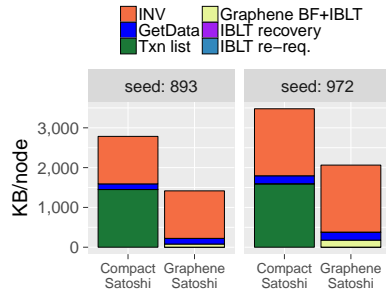 INV
GetData
Txn list
Graphene BF+IBLT
IBLT recovery
IBLT re−req.
seed: 893
seed: 972
KB/node
3,000
2,000
1,000
0
Compact Satoshi
Graphene Satoshi
Compact Satoshi
Graphene Satoshi